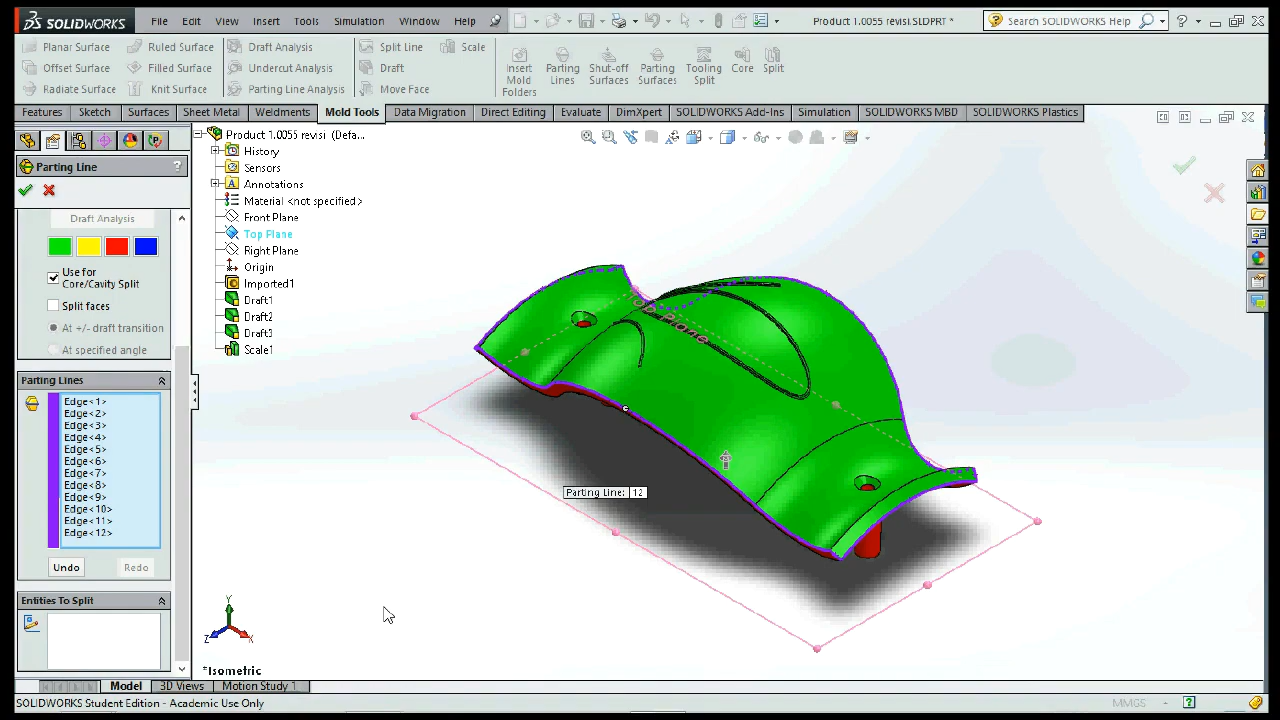 SOLIDWORKS File Edit View Insert Tools Simulation Window Help Product 1.0055 revisi.SLDPRT * Search SOLIDWORKS Help
Planar Surface Ruled Surface Draft Analysis Split Line Scale
Offset Surface Filled Surface Undercut Analysis Draft
Radiate Surface Knit Surface Parting Line Analysis Move Face
Insert Mold Folders
Parting Lines
Shut-off Surfaces
Parting Surfaces
Tooling Split
Core
Split
Features Sketch Surfaces Sheet Metal Weldments Mold Tools Data Migration Direct Editing Evaluate DimXpert SOLIDWORKS Add-Ins Simulation SOLIDWORKS MBD SOLIDWORKS Plastics
Parting Line ?
Draft Analysis
Use for
Core/Cavity Split
Split faces
At +/- draft transition
At specified angle
Parting Lines
Edge<1>
Edge<2>
Edge<3>
Edge<4>
Edge<5>
Edge<6>
Edge<7>
Edge<8>
Edge<9>
Edge<10>
Edge<11>
Edge<12>
Undo Redo
Entities To Split
Product 1.0055 revisi (Defa...
History
Sensors
Annotations
Material <not specified>
Front Plane
Top Plane
Right Plane
Origin
Imported1
Draft1
Draft2
Draft3
Scale1
Top Plane
Parting Line: 12
Y
Z X
*Isometric
Model 3D Views Motion Study 1
SOLIDWORKS Student Edition - Academic Use Only MMGS -